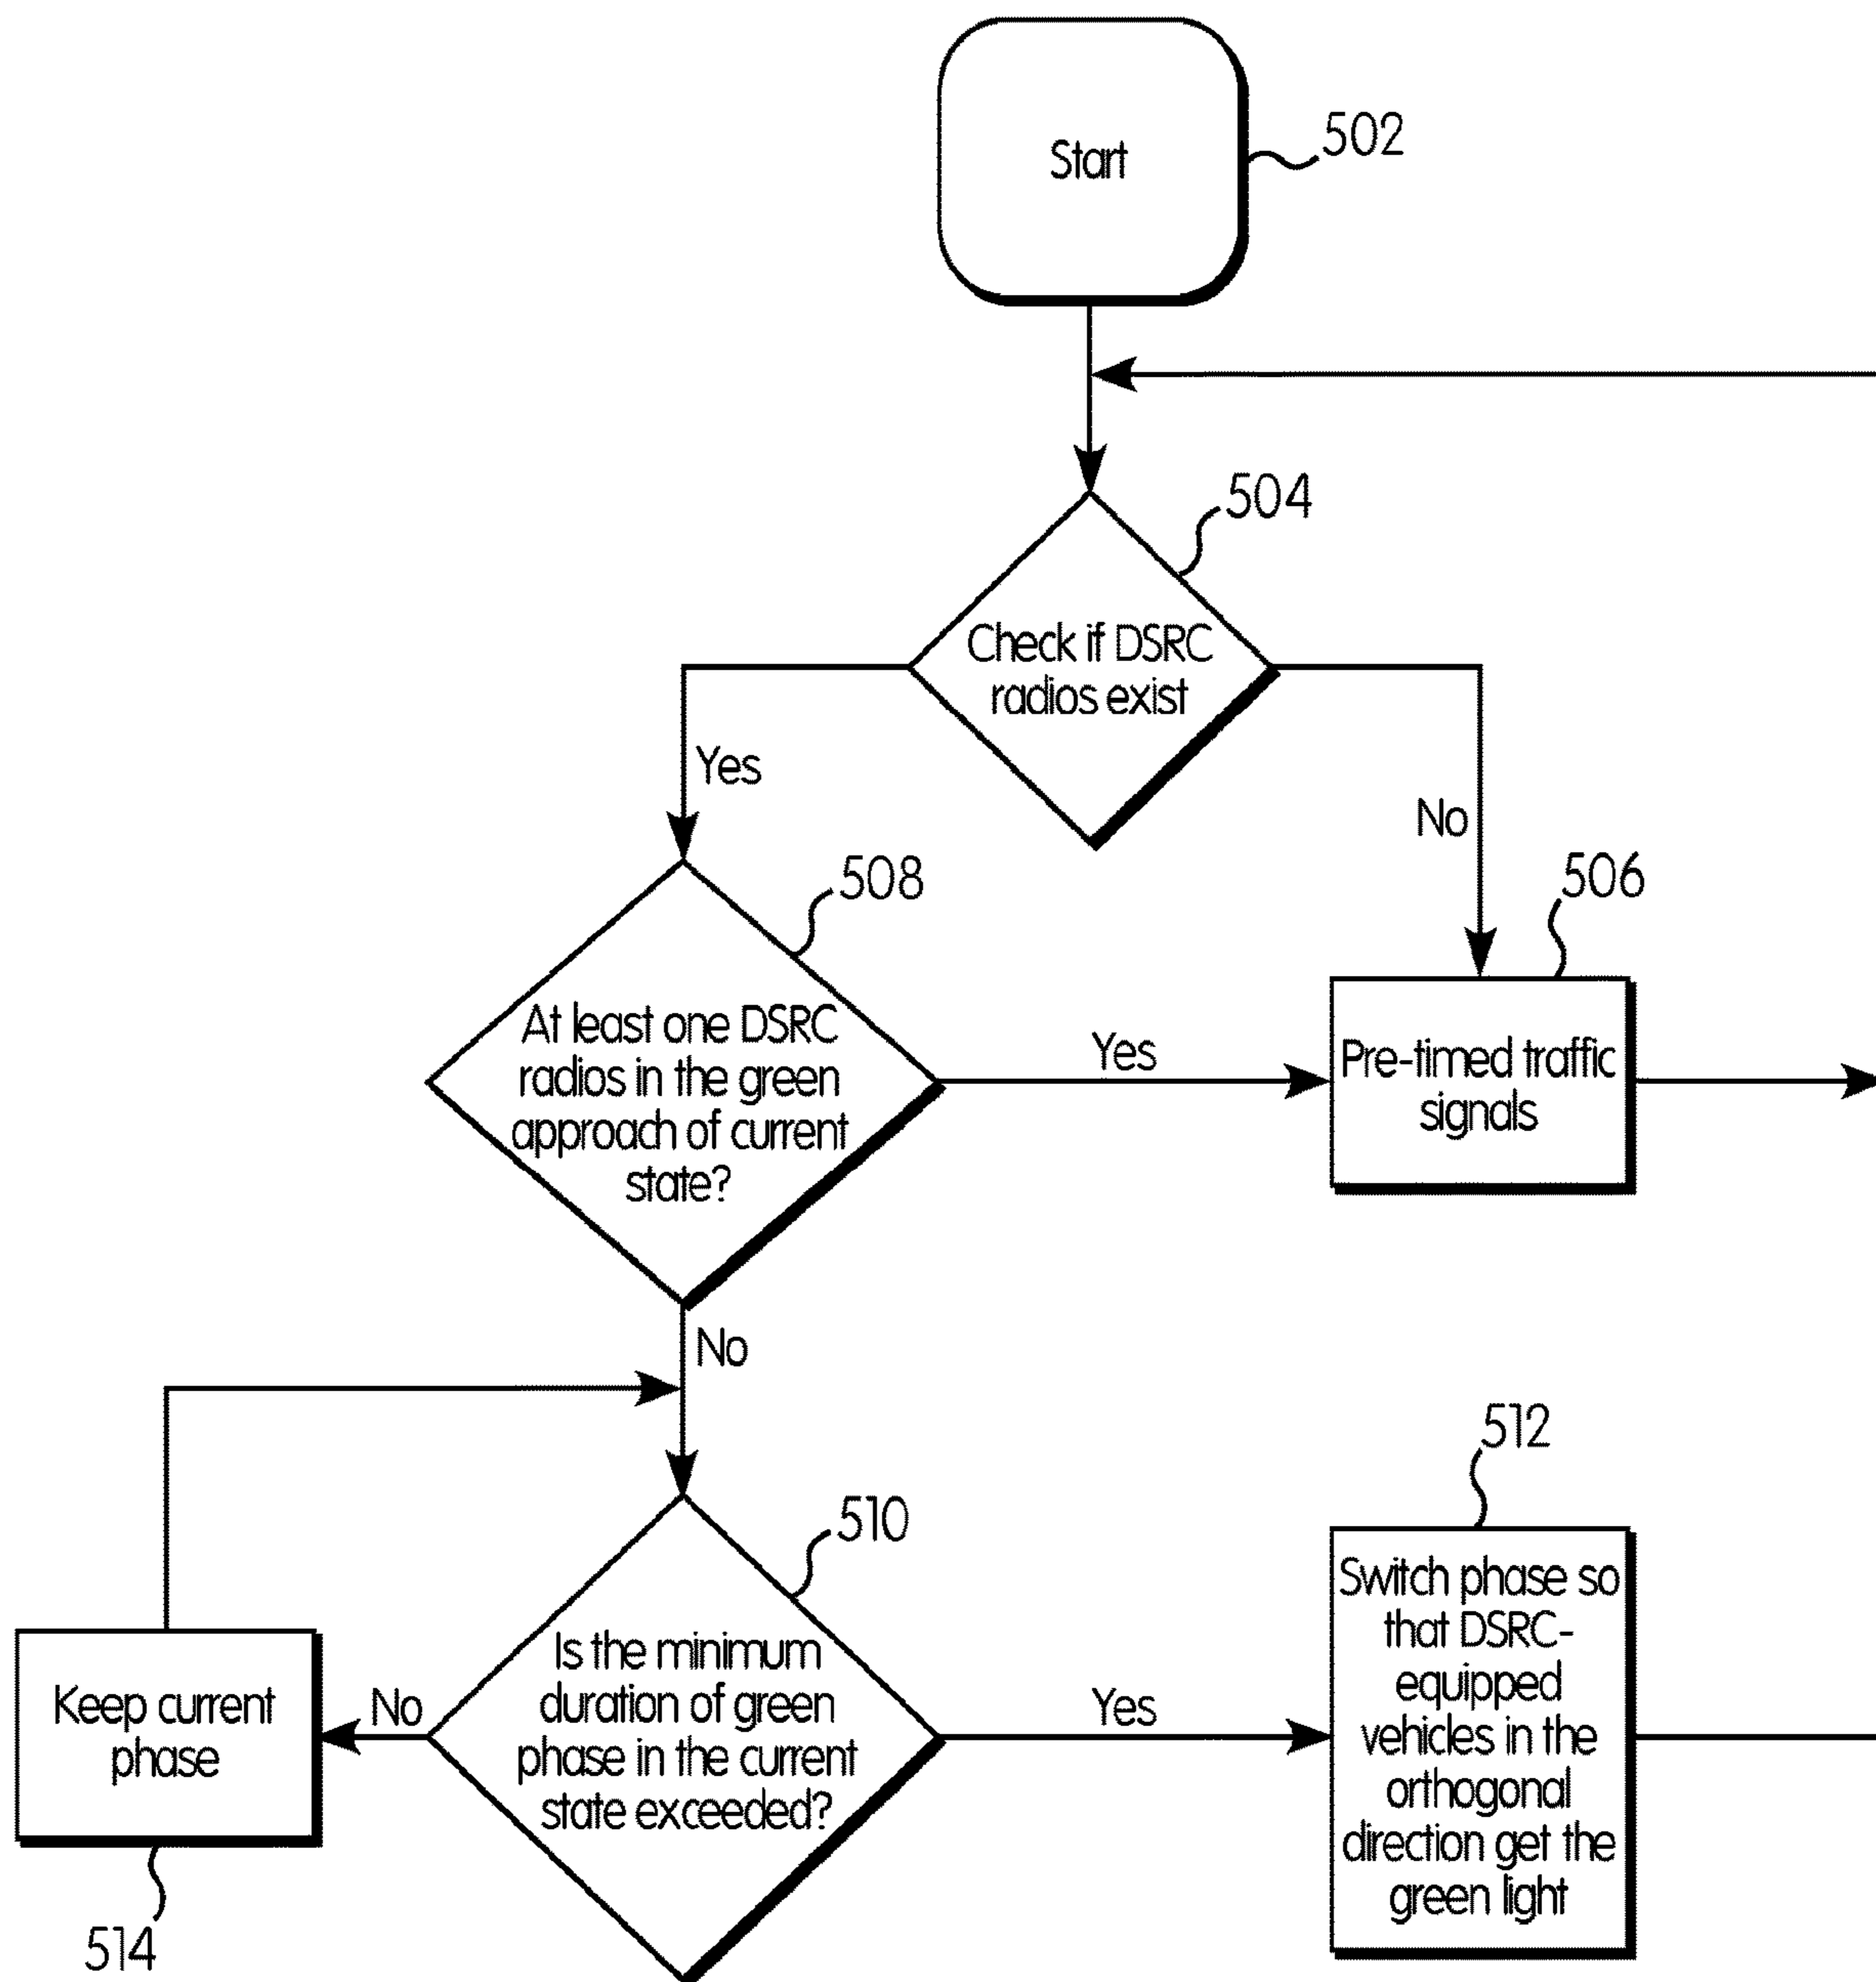 Start
502
504
Check if DSRC
radios exist
Yes
No
508
506
At least one DSRC
radios in the green
approach of current
state?
Yes
Pre-timed traffic
signals
No
510
512
Is the minimum
duration of green
phase in the current
state exceeded?
No
Keep current
phase
514
Yes
Switch phase so
that DSRC-
equipped
vehicles in the
orthogonal
direction get the
green light